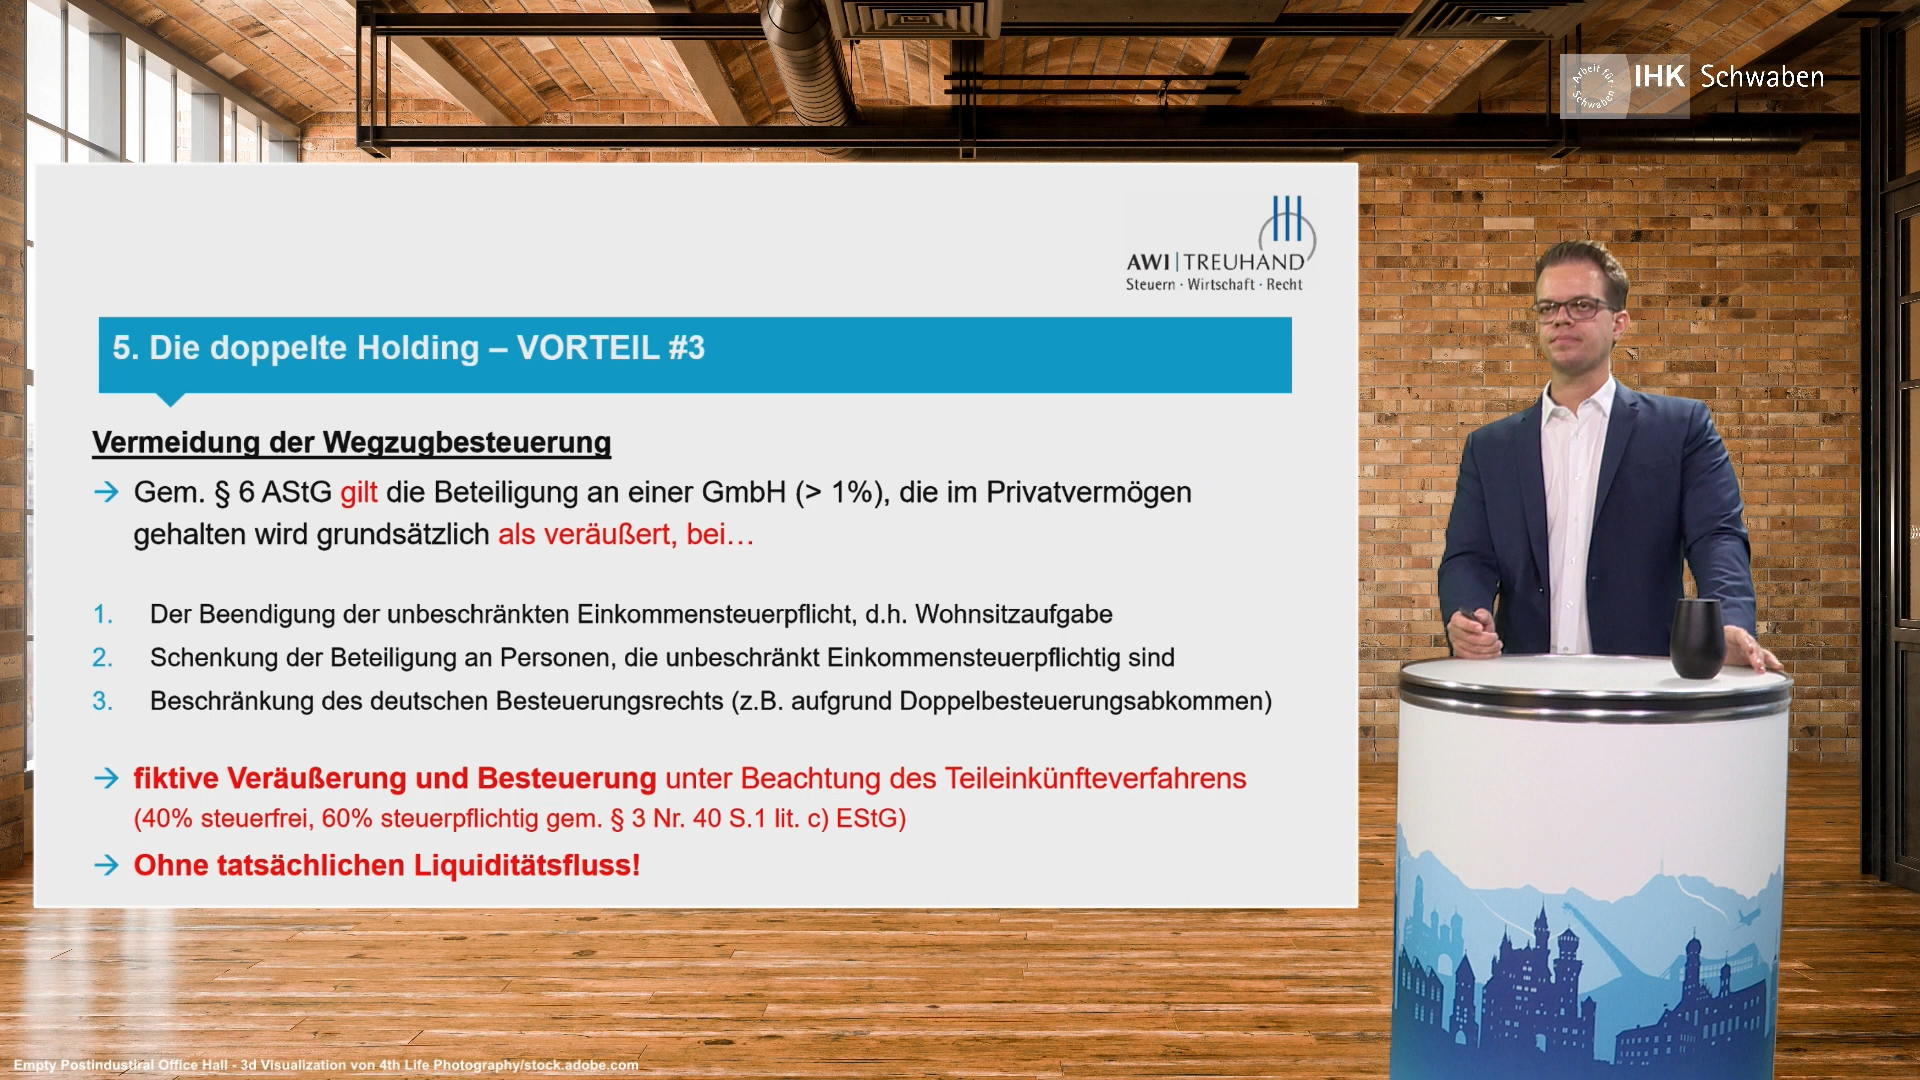 Arbeit für
Schwaben
IHK Schwaben
AWI | TREUHAND
Steuern · Wirtschaft · Recht
5. Die doppelte Holding – VORTEIL #3
Vermeidung der Wegzugbesteuerung
→ Gem. § 6 AStG gilt die Beteiligung an einer GmbH (> 1%), die im Privatvermögen
gehalten wird grundsätzlich als veräußert, bei…
1. Der Beendigung der unbeschränkten Einkommensteuerpflicht, d.h. Wohnsitzaufgabe
2. Schenkung der Beteiligung an Personen, die unbeschränkt Einkommensteuerpflichtig sind
3. Beschränkung des deutschen Besteuerungsrechts (z.B. aufgrund Doppelbesteuerungsabkommen)
→ fiktive Veräußerung und Besteuerung unter Beachtung des Teileinkünfteverfahrens
(40% steuerfrei, 60% steuerpflichtig gem. § 3 Nr. 40 S.1 lit. c) EStG)
→ Ohne tatsächlichen Liquiditätsfluss!
Empty Postindustiral Office Hall - 3d Visualization von 4th Life Photography/stock.adobe.com